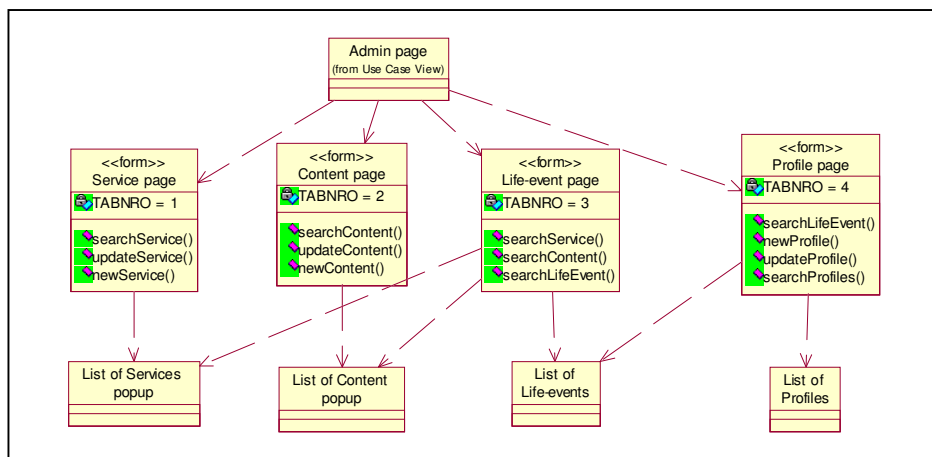 Admin page
(from Use Case View)
<<form>>
Service page
TABNRO = 1
searchService()
updateService()
newService()
<<form>>
Content page
TABNRO = 2
searchContent()
updateContent()
newContent()
<<form>>
Life-event page
TABNRO = 3
searchService()
searchContent()
searchLifeEvent()
<<form>>
Profile page
TABNRO = 4
searchLifeEvent()
newProfile()
updateProfile()
searchProfiles()
List of Services
popup
List of Content
popup
List of
Life-events
List of
Profiles